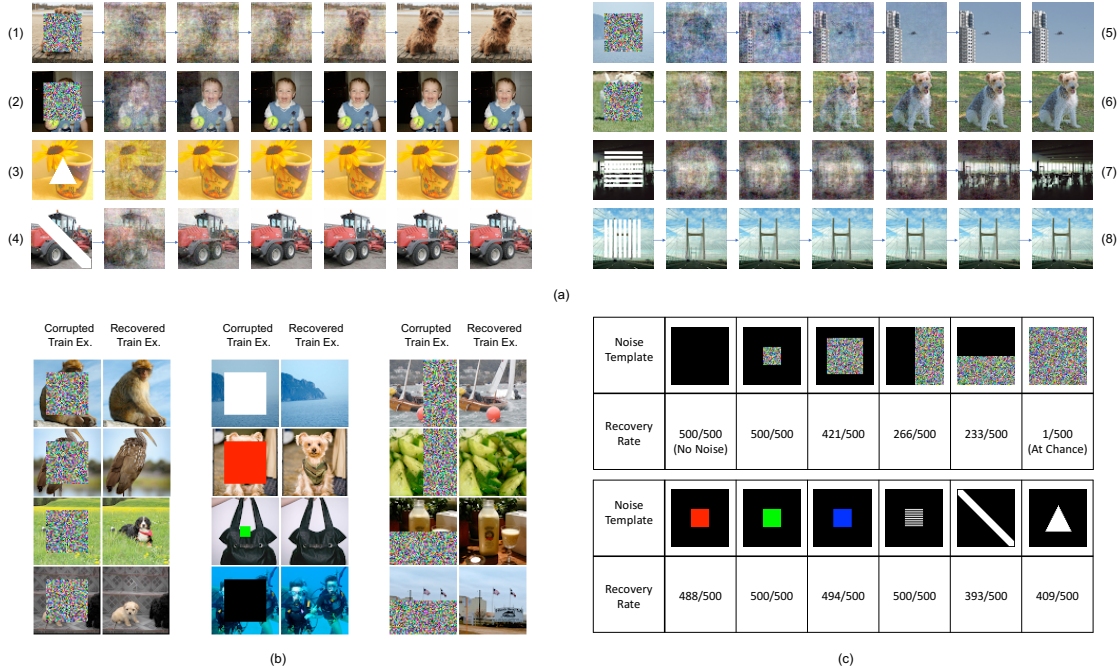 (1)
(2)
(3)
(4)
(5)
(6)
(7)
(8)
(a)
Corrupted Train Ex.
Recovered Train Ex.
Corrupted Train Ex.
Recovered Train Ex.
Corrupted Train Ex.
Recovered Train Ex.
(b)
Noise Template
Recovery Rate
500/500 (No Noise)
500/500
421/500
266/500
233/500
1/500 (At Chance)
Noise Template
Recovery Rate
488/500
500/500
494/500
500/500
393/500
409/500
(c)